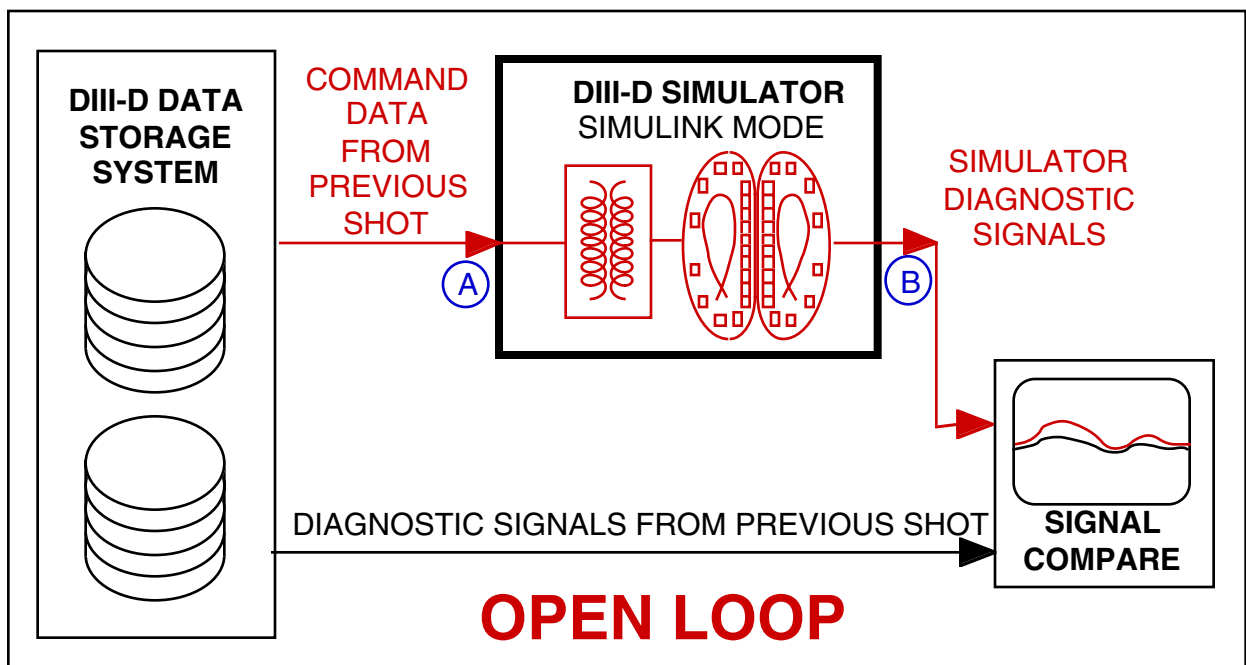 DIII-D DATA
STORAGE
SYSTEM
COMMAND
DATA
FROM
PREVIOUS
SHOT
A
DIII-D SIMULATOR
SIMULINK MODE
B
SIMULATOR
DIAGNOSTIC
SIGNALS
DIAGNOSTIC SIGNALS FROM PREVIOUS SHOT
SIGNAL
COMPARE
OPEN LOOP